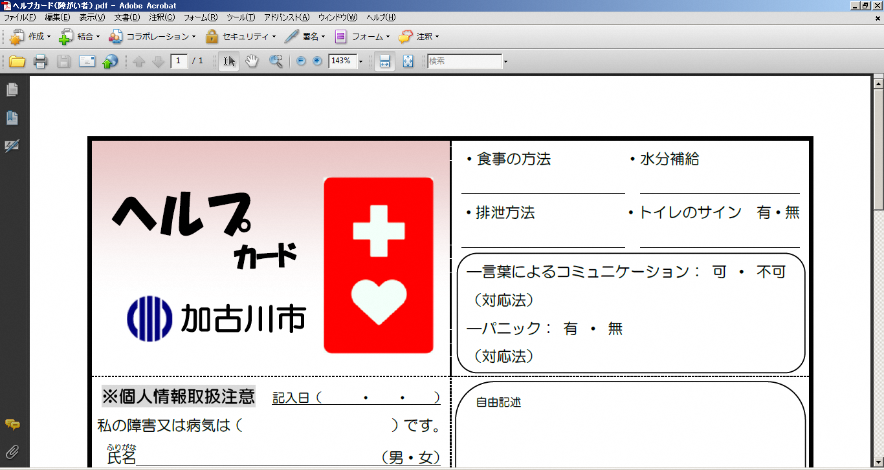 ヘルプカード(障がい者).pdf - Adobe Acrobat
ファイル(F) 編集(E) 表示(V) 文書(D) 注釈(C) フォーム(R) ツール(T) アドバンスト(A) ウィンドウ(W) ヘルプ(H)
作成 結合 コラボレーション セキュリティ 署名 フォーム 注釈
1 / 1 143% 検索
ヘルプ
カード
加古川市
・食事の方法 ・水分補給
・排泄方法 ・トイレのサイン 有・無
―言葉によるコミュニケーション: 可 ・ 不可
(対応法)
―パニック: 有 ・ 無
(対応法)
※個人情報取扱注意 記入日( ・ ・ )
私の障害又は病気は( )です。
ふりがな
氏名 (男・女)
自由記述